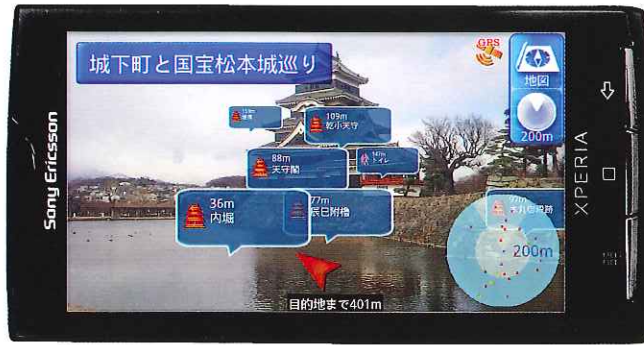 城下町と国宝松本城巡り
GPS
地図
200m
109m
乾小天守
88m
天守閣
147m
トイレ
36m
内堀
77m
辰巳附櫓
200m
目的地まで401m
Sony Ericsson
XPERIA